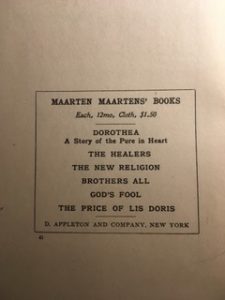 MAARTEN MAARTENS' BOOKS
Each, 12mo, Cloth, $1.50
DOROTHEA
A Story of the Pure in Heart
THE HEALERS
THE NEW RELIGION
BROTHERS ALL
GOD'S FOOL
THE PRICE OF LIS DORIS
D. APPLETON AND COMPANY, NEW YORK